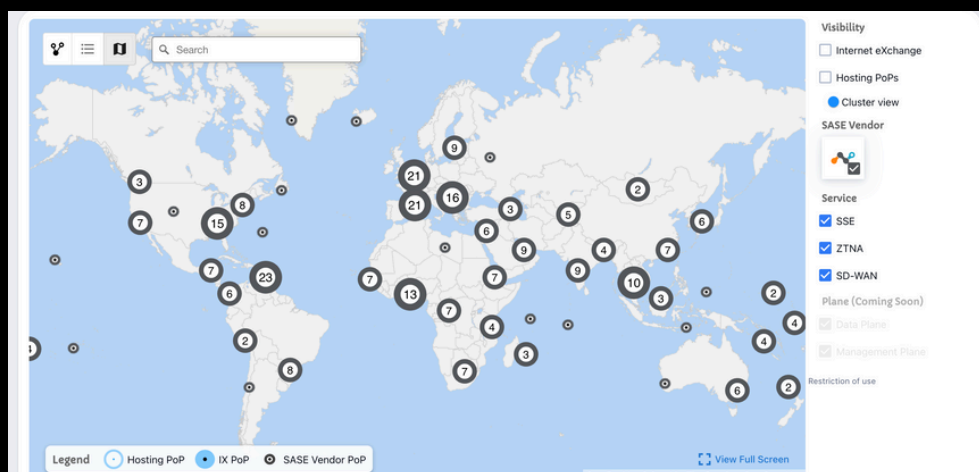 Search
Visibility
Internet eXchange
Hosting PoPs
Cluster view
SASE Vendor
Service
SSE
ZTNA
SD-WAN
Plane (Coming Soon)
Data Plane
Management Plane
Restriction of use
9
21
21
16
3
2
3
8
7
15
5
6
6
9
4
7
9
7
23
6
7
13
7
10
3
2
7
4
4
4
4
2
3
8
7
6
2
Legend
Hosting PoP
IX PoP
SASE Vendor PoP
View Full Screen